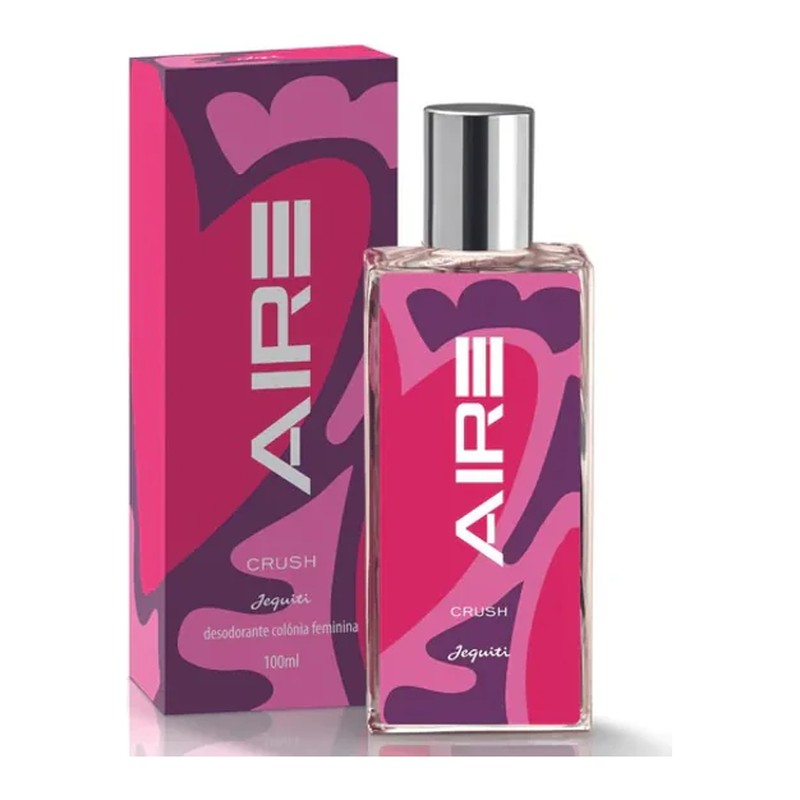 AIRE
CRUSH
Jequiti
desodorante colônia feminina
100ml
AIRE
CRUSH
Jequiti